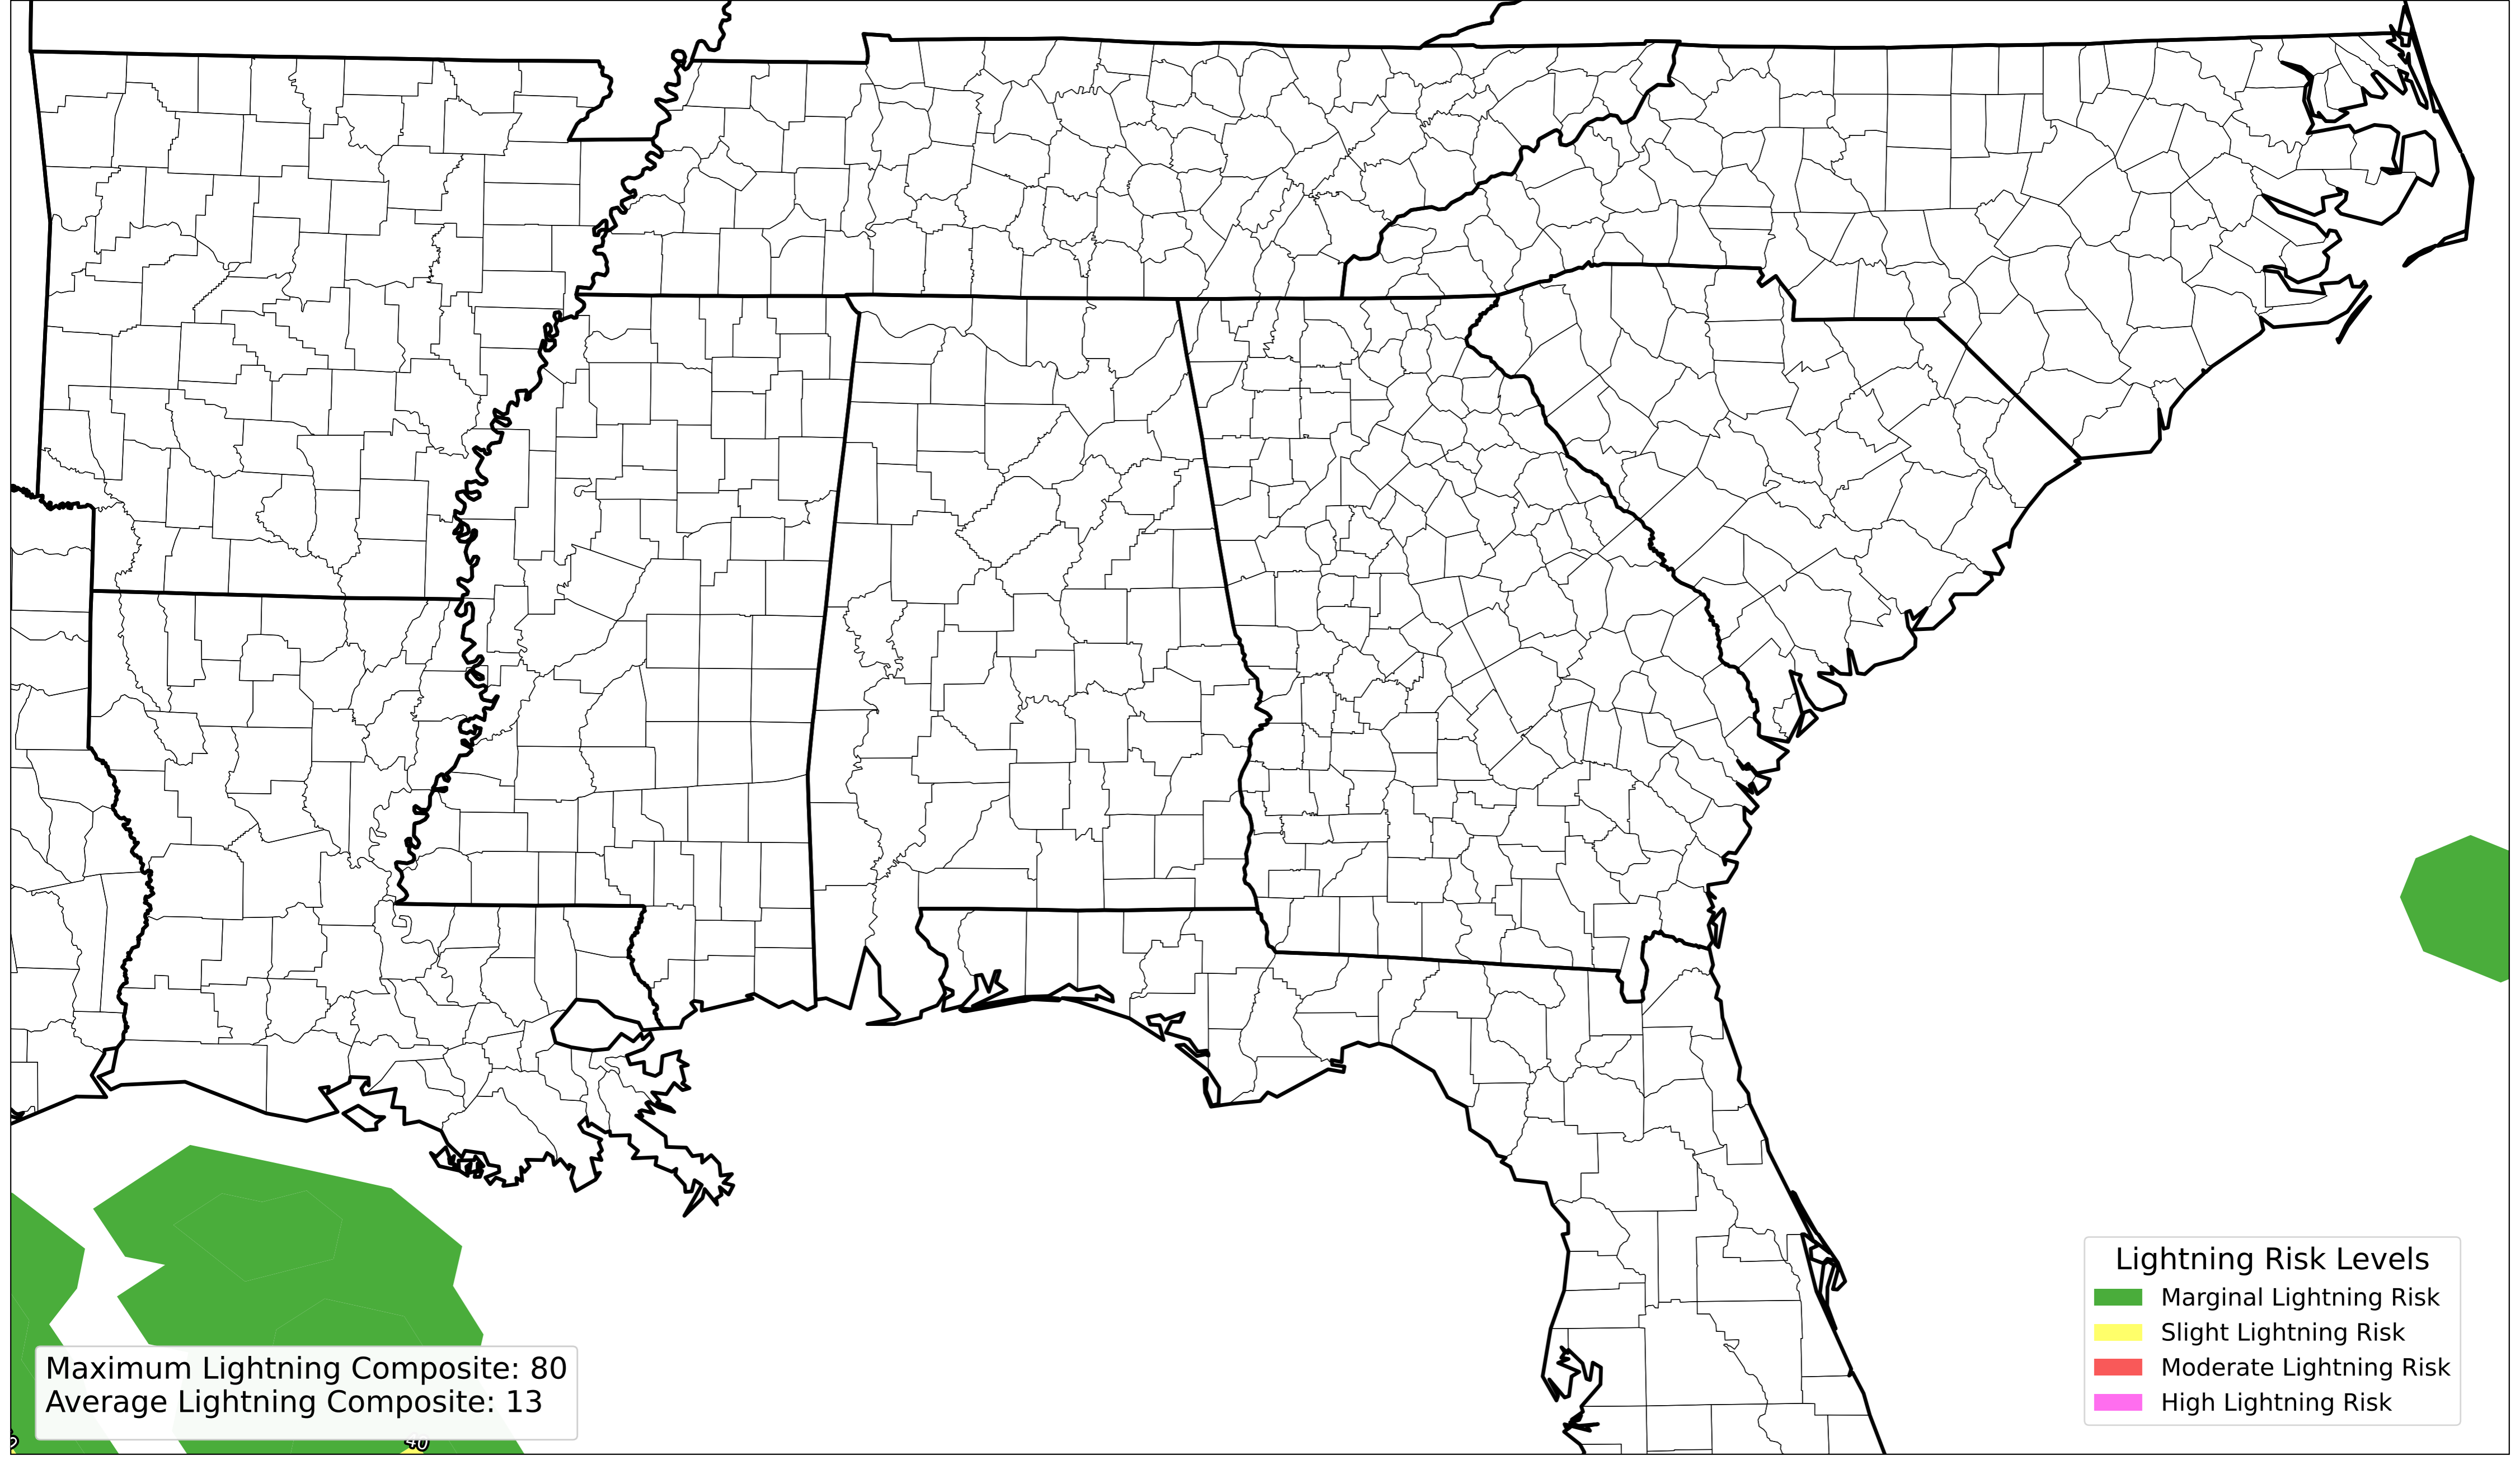 Lightning Risk Levels
Marginal Lightning Risk
Slight Lightning Risk
Moderate Lightning Risk
High Lightning Risk
Maximum Lightning Composite: 80
Average Lightning Composite: 13
40